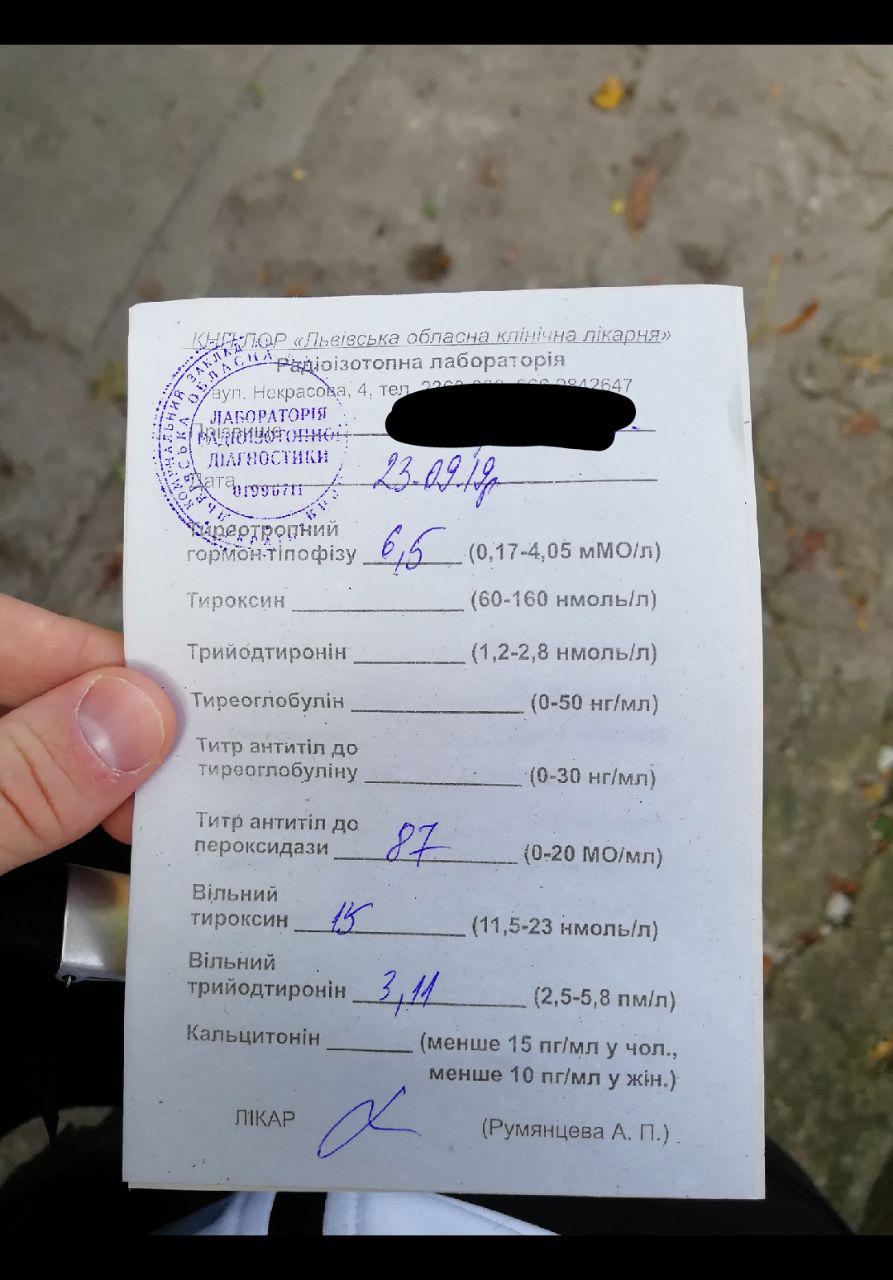 КНП ЛОР «Львівська обласна клінічна лікарня»
Радіоізотопна лабораторія
вул. Некрасова, 4, тел.
ЛАБОРАТОРІЯ
РАДІОІЗОТОПНОЇ
ДІАГНОСТИКИ
01996711
Прізвище
Дата 23.09.19р
Тиреотропний
гормон гіпофізу 6,5 (0,17-4,05 мМО/л)
Тироксин (60-160 нмоль/л)
Трийодтиронін (1,2-2,8 нмоль/л)
Тиреоглобулін (0-50 нг/мл)
Титр антитіл до
тиреоглобуліну (0-30 нг/мл)
Титр антитіл до
пероксидази 87 (0-20 МО/мл)
Вільний
тироксин 15 (11,5-23 нмоль/л)
Вільний
трийодтиронін 3,11 (2,5-5,8 пм/л)
Кальцитонін (менше 15 пг/мл у чол.,
менше 10 пг/мл у жін.)
ЛІКАР (Румянцева А. П.)